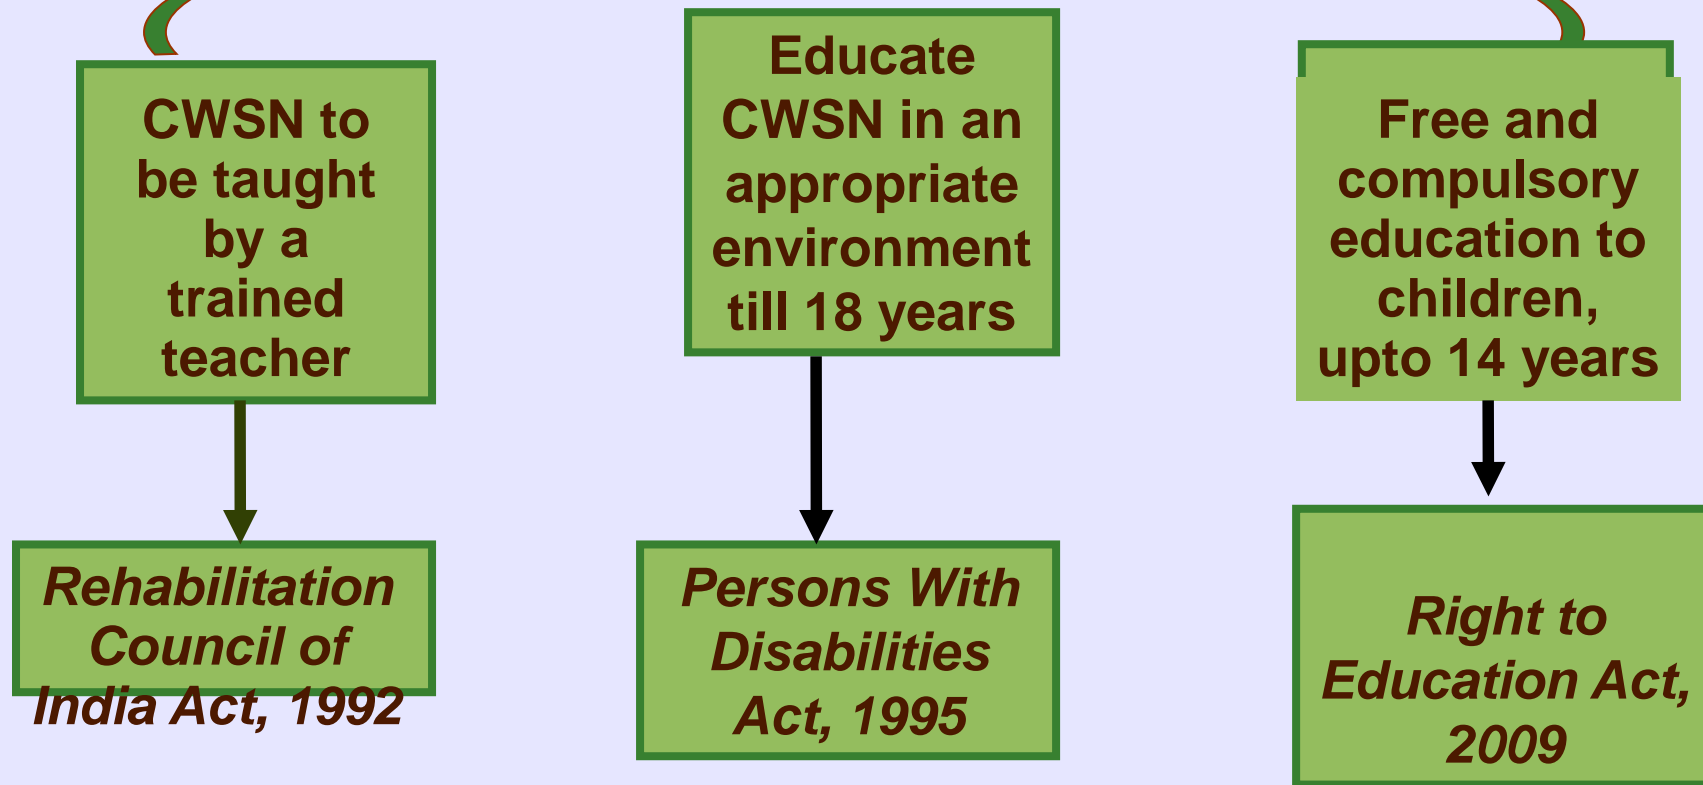 CWSN to
be taught
by a
trained
teacher
Educate
CWSN in an
appropriate
environment
till 18 years
Free and
compulsory
education to
children,
upto 14 years
Rehabilitation
Council of
India Act, 1992
Persons With
Disabilities
Act, 1995
Right to
Education Act,
2009